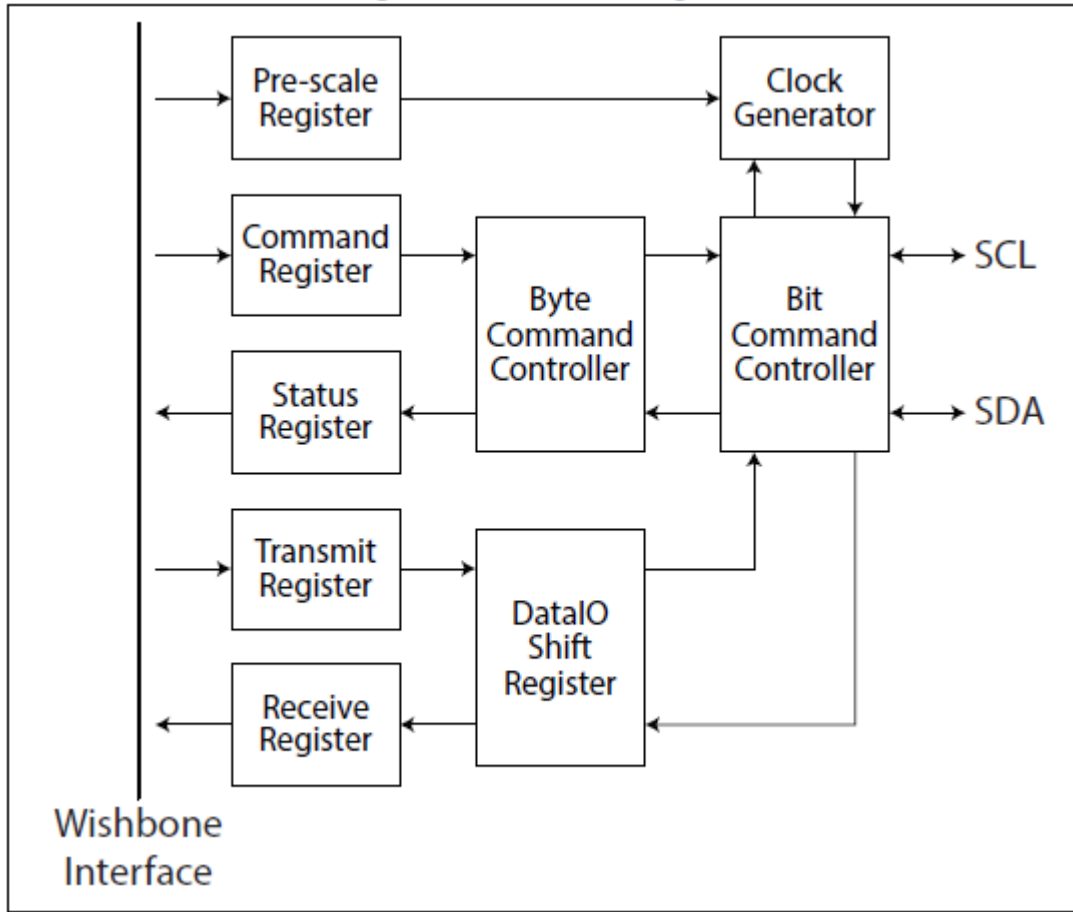 Pre-scale
Register
Clock
Generator
Command
Register
Byte
Command
Controller
Bit
Command
Controller
SCL
Status
Register
SDA
Transmit
Register
DataIO
Shift
Register
Receive
Register
Wishbone
Interface